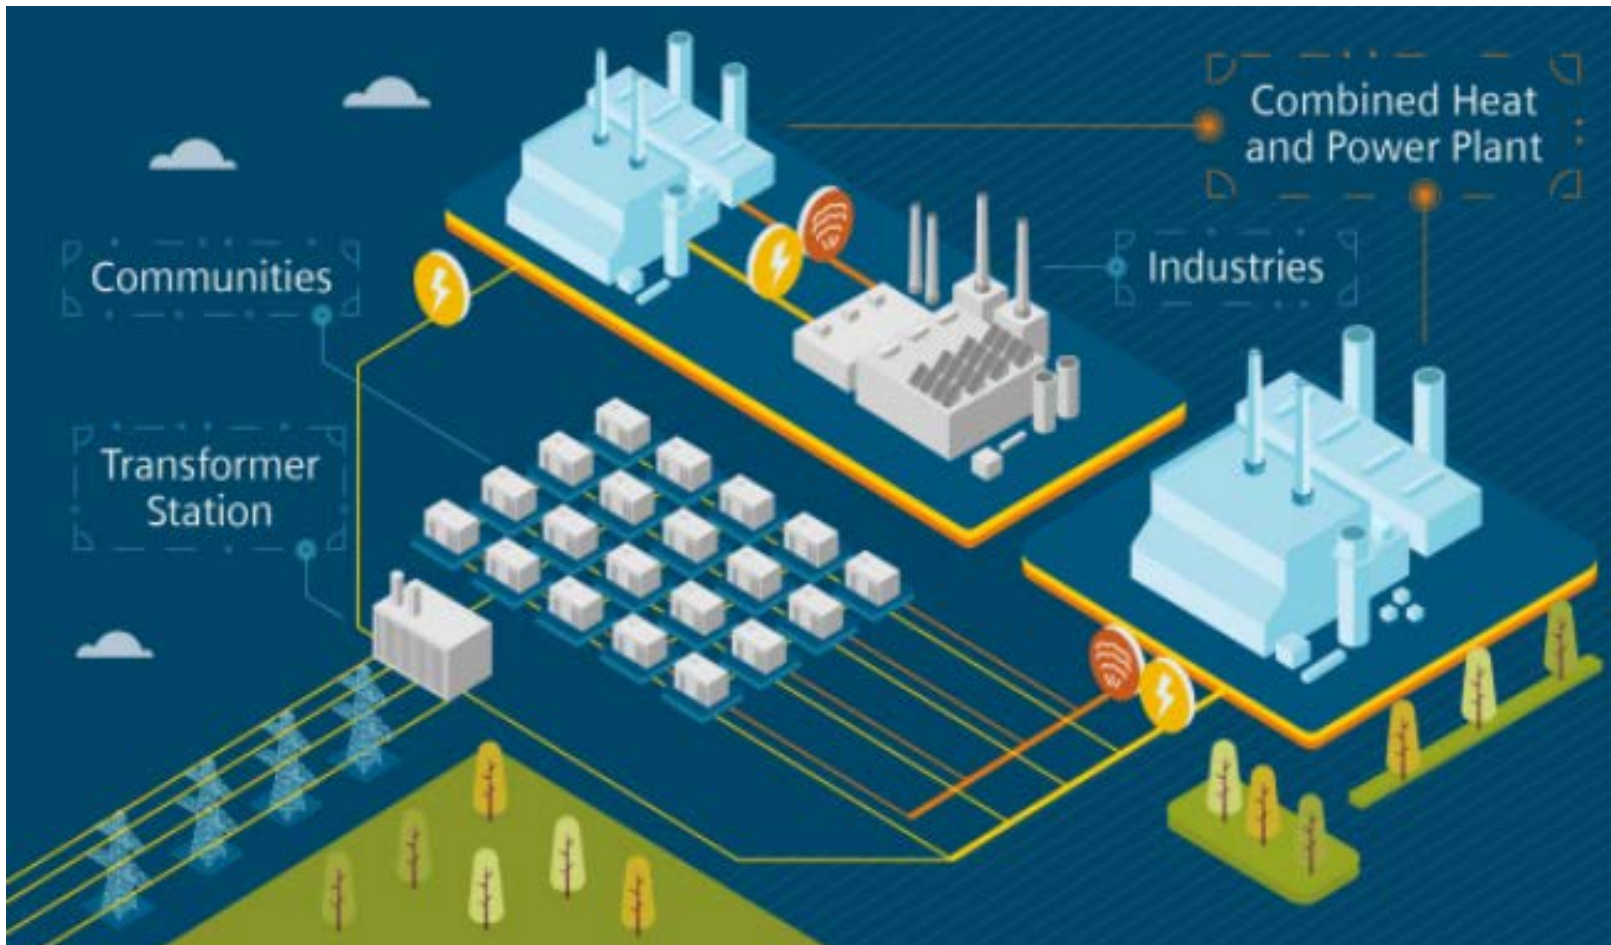 Combined Heat
and Power Plant
Communities
Industries
Transformer
Station